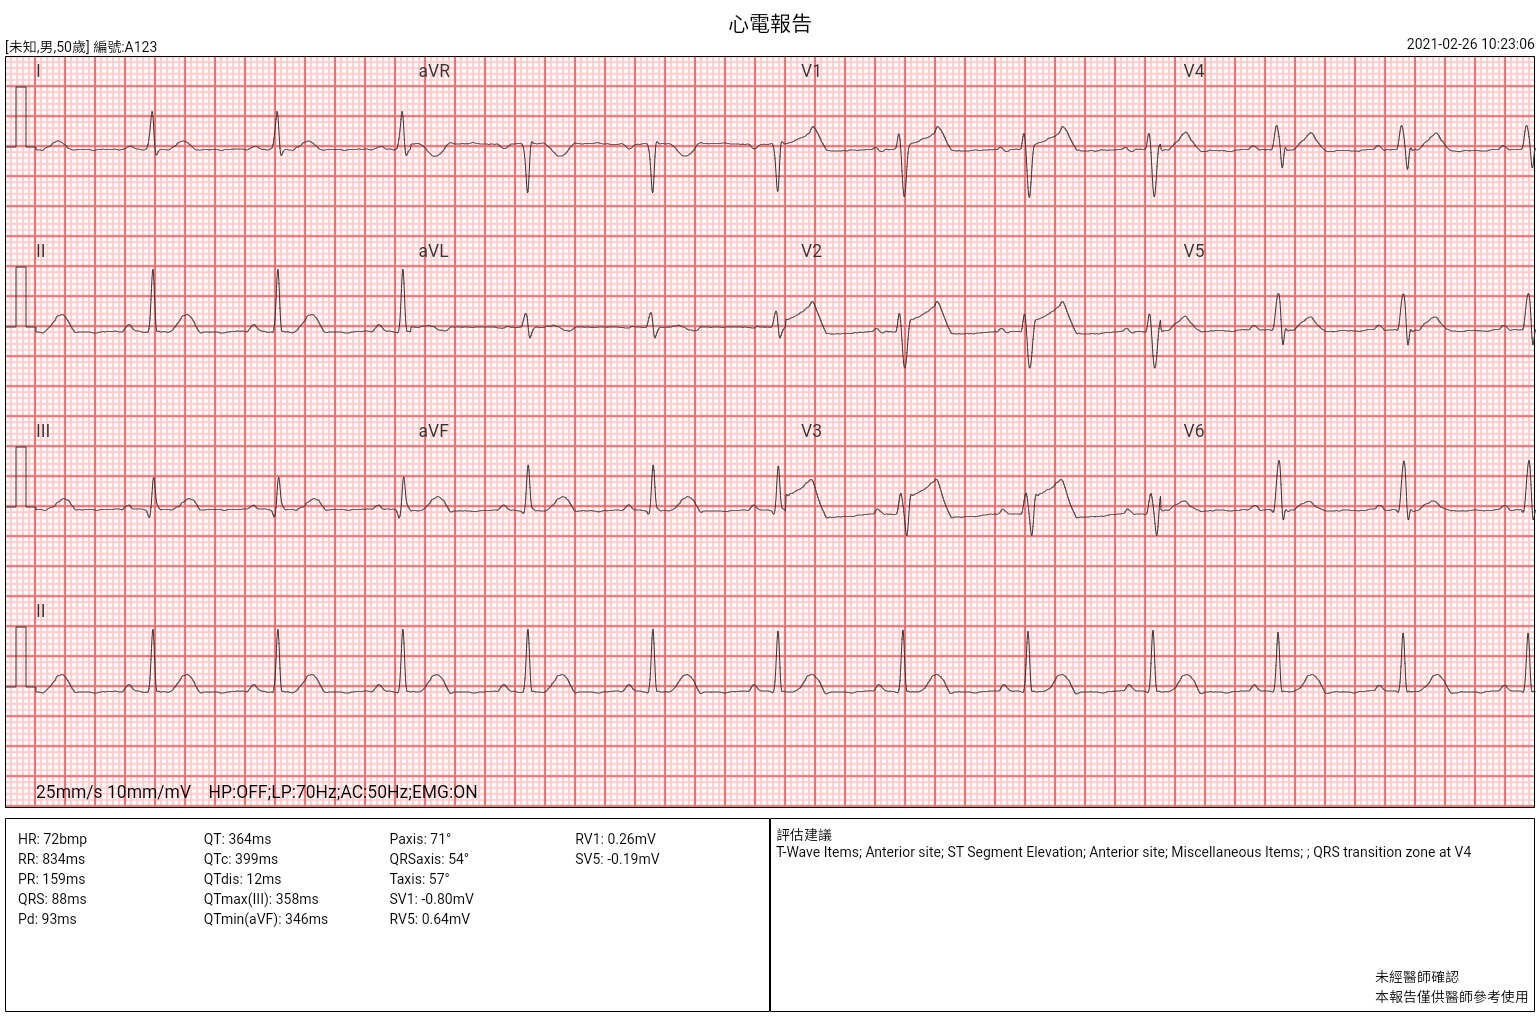 心電報告
[未知,男,50歲] 編號:A123
2021-02-26 10:23:06
I aVR V1 V4
II aVL V2 V5
III aVF V3 V6
II
25mm/s 10mm/mV HP:OFF;LP:70Hz;AC:50Hz;EMG:ON
HR: 72bmp
RR: 834ms
PR: 159ms
QRS: 88ms
Pd: 93ms
QT: 364ms
QTc: 399ms
QTdis: 12ms
QTmax(III): 358ms
QTmin(aVF): 346ms
Paxis: 71°
QRSaxis: 54°
Taxis: 57°
SV1: -0.80mV
RV5: 0.64mV
RV1: 0.26mV
SV5: -0.19mV
評估建議
T-Wave Items; Anterior site; ST Segment Elevation; Anterior site; Miscellaneous Items; ; QRS transition zone at V4
未經醫師確認
本報告僅供醫師參考使用